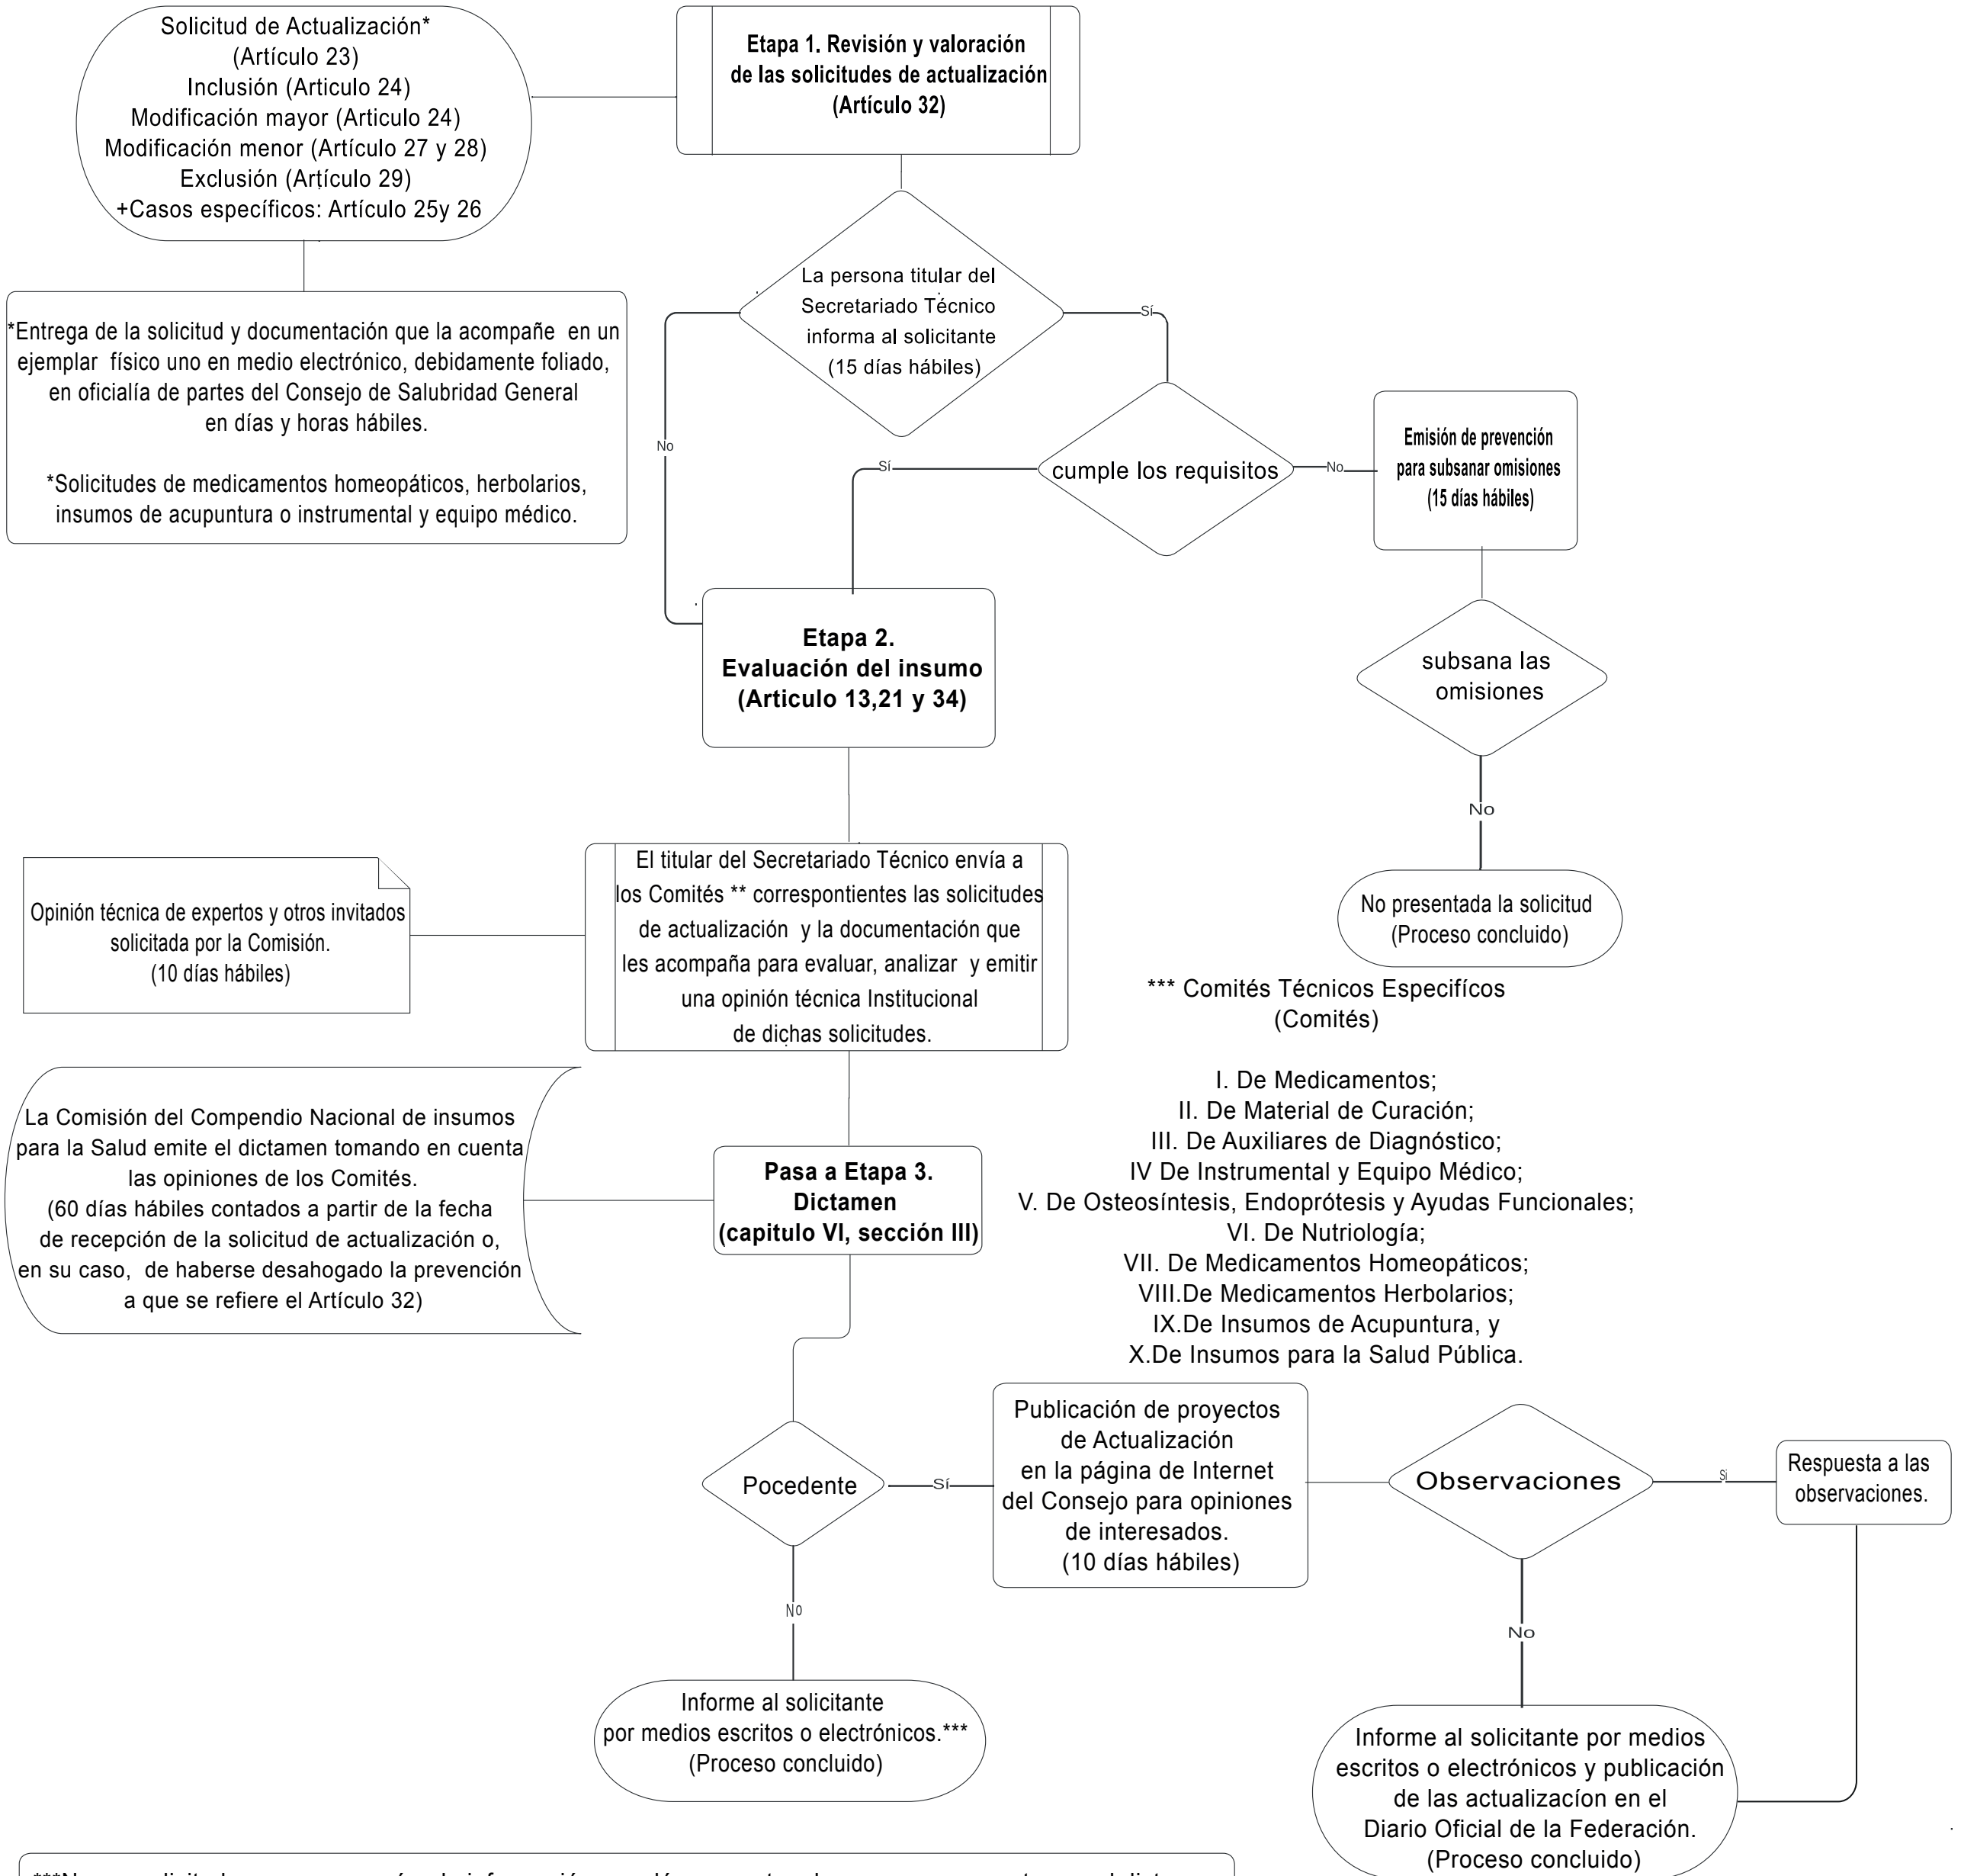 Solicitud de Actualización*
(Artículo 23)
Inclusión (Articulo 24)
Modificación mayor (Articulo 24)
Modificación menor (Artículo 27 y 28)
Exclusión (Artículo 29)
+Casos específicos: Artículo 25y 26
Etapa 1. Revisión y valoración
de las solicitudes de actualización
(Artículo 32)
*Entrega de la solicitud y documentación que la acompañe en un
ejemplar físico uno en medio electrónico, debidamente foliado,
en oficialía de partes del Consejo de Salubridad General
en días y horas hábiles.
*Solicitudes de medicamentos homeopáticos, herbolarios,
insumos de acupuntura o instrumental y equipo médico.
La persona titular del
Secretariado Técnico
informa al solicitante
(15 días hábiles)
Sí
No
cumple los requisitos
Sí
No
Emisión de prevención
para subsanar omisiones
(15 días hábiles)
Etapa 2.
Evaluación del insumo
(Articulo 13,21 y 34)
subsana las
omisiones
No
No presentada la solicitud
(Proceso concluido)
Opinión técnica de expertos y otros invitados
solicitada por la Comisión.
(10 días hábiles)
El titular del Secretariado Técnico envía a
los Comités ** correspontientes las solicitudes
de actualización y la documentación que
les acompaña para evaluar, analizar y emitir
una opinión técnica Institucional
de dichas solicitudes.
*** Comités Técnicos Especifícos
(Comités)
I. De Medicamentos;
II. De Material de Curación;
III. De Auxiliares de Diagnóstico;
IV De Instrumental y Equipo Médico;
V. De Osteosíntesis, Endoprótesis y Ayudas Funcionales;
VI. De Nutriología;
VII. De Medicamentos Homeopáticos;
VIII.De Medicamentos Herbolarios;
IX.De Insumos de Acupuntura, y
X.De Insumos para la Salud Pública.
La Comisión del Compendio Nacional de insumos
para la Salud emite el dictamen tomando en cuenta
las opiniones de los Comités.
(60 días hábiles contados a partir de la fecha
de recepción de la solicitud de actualización o,
en su caso, de haberse desahogado la prevención
a que se refiere el Artículo 32)
Pasa a Etapa 3.
Dictamen
(capitulo VI, sección III)
Pocedente
Sí
No
Publicación de proyectos
de Actualización
en la página de Internet
del Consejo para opiniones
de interesados.
(10 días hábiles)
Observaciones
Si
No
Respuesta a las
observaciones.
Informe al solicitante
por medios escritos o electrónicos.***
(Proceso concluido)
Informe al solicitante por medios
escritos o electrónicos y publicación
de las actualizacíon en el
Diario Oficial de la Federación.
(Proceso concluido)